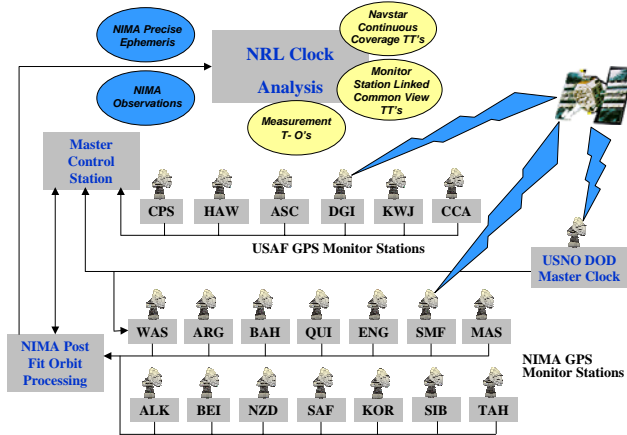 NIMA Precise
Ephemeris
NIMA
Observations
NRL Clock
Analysis
Navstar
Continuous
Coverage TT's
Monitor
Station Linked
Common View
TT's
Measurement
T- O's
Master
Control
Station
CPS
HAW
ASC
DGI
KWJ
CCA
USAF GPS Monitor Stations
USNO DOD
Master Clock
WAS
ARG
BAH
QUI
ENG
SMF
MAS
NIMA Post
Fit Orbit
Processing
NIMA GPS
Monitor Stations
ALK
BEI
NZD
SAF
KOR
SIB
TAH